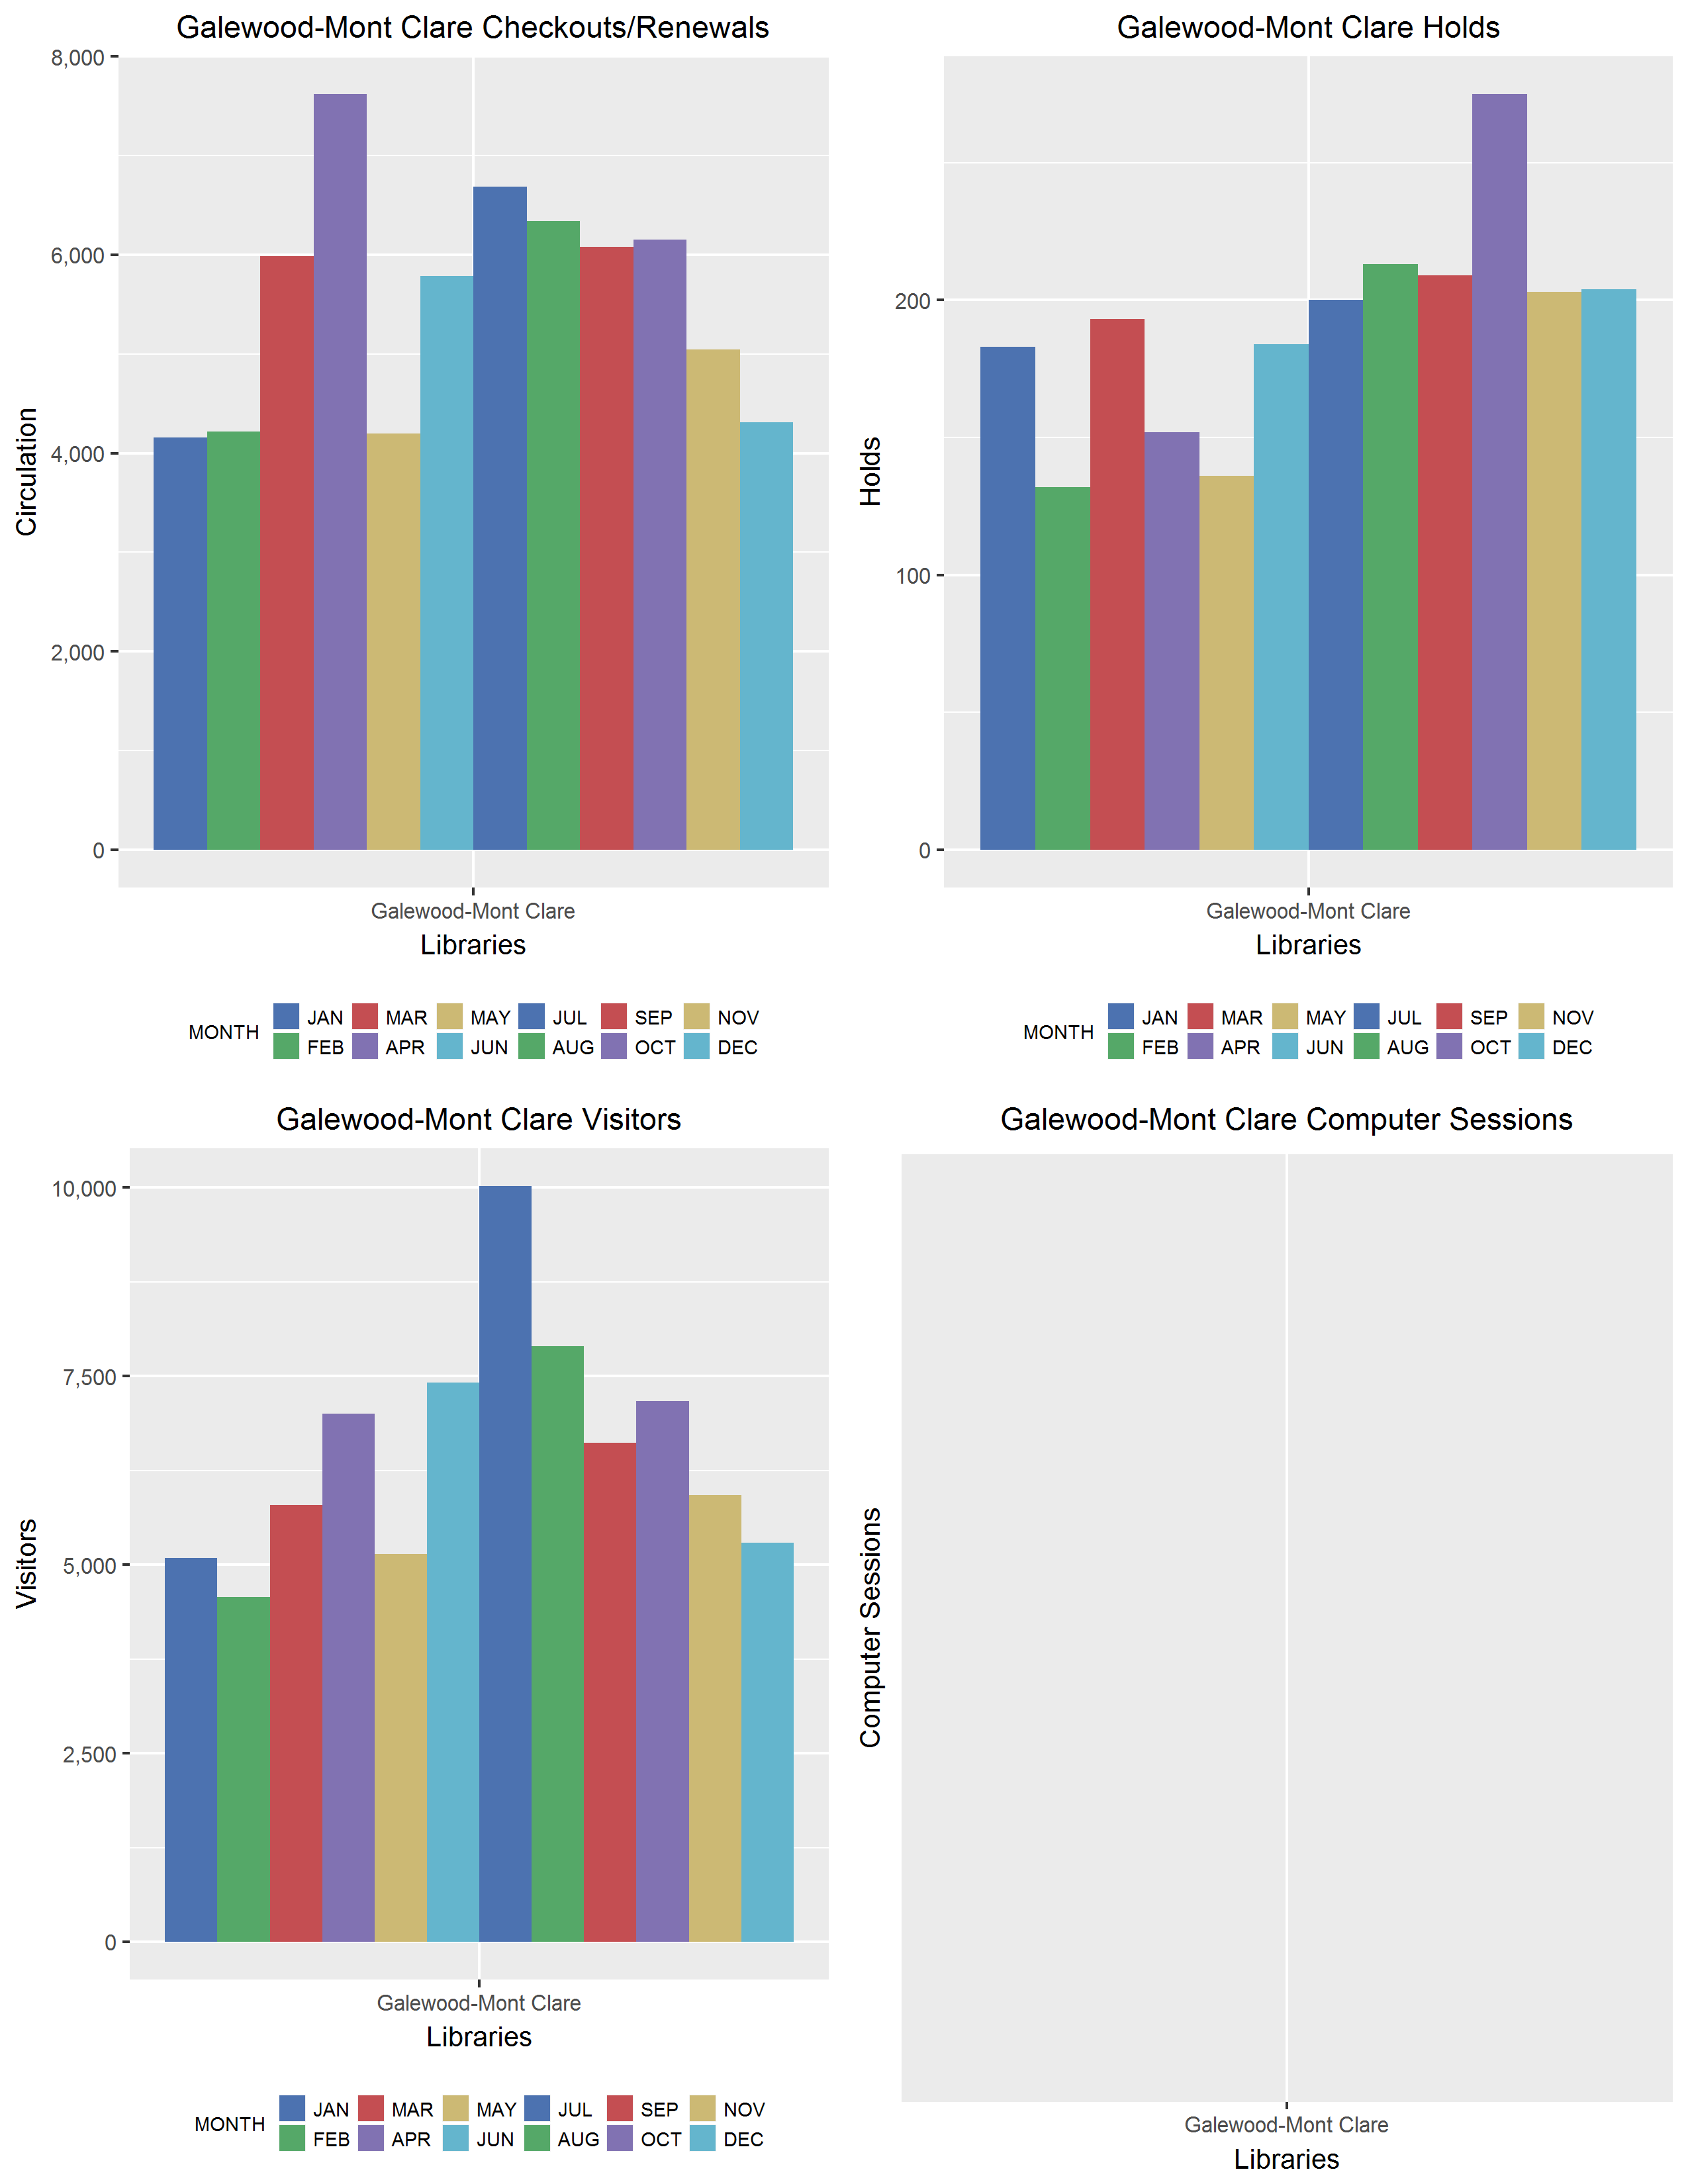 Galewood-Mont Clare Checkouts/Renewals
8,000
6,000
4,000
2,000
0
Circulation
Galewood-Mont Clare
Libraries
MONTH
JAN MAR MAY JUL SEP NOV
FEB APR JUN AUG OCT DEC
Galewood-Mont Clare Holds
200
100
0
Holds
Galewood-Mont Clare
Libraries
MONTH
JAN MAR MAY JUL SEP NOV
FEB APR JUN AUG OCT DEC
Galewood-Mont Clare Visitors
10,000
7,500
5,000
2,500
0
Visitors
Galewood-Mont Clare
Libraries
MONTH
JAN MAR MAY JUL SEP NOV
FEB APR JUN AUG OCT DEC
Galewood-Mont Clare Computer Sessions
Computer Sessions
Galewood-Mont Clare
Libraries